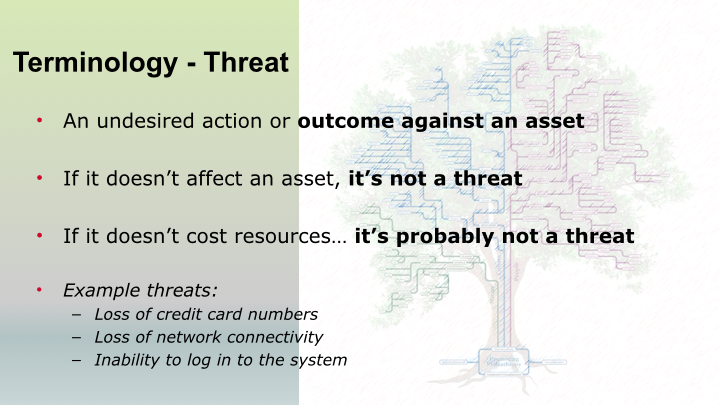 Terminology - Threat
• An undesired action or outcome against an asset
• If it doesn’t affect an asset, it’s not a threat
• If it doesn’t cost resources… it’s probably not a threat
• Example threats:
– Loss of credit card numbers
– Loss of network connectivity
– Inability to log in to the system